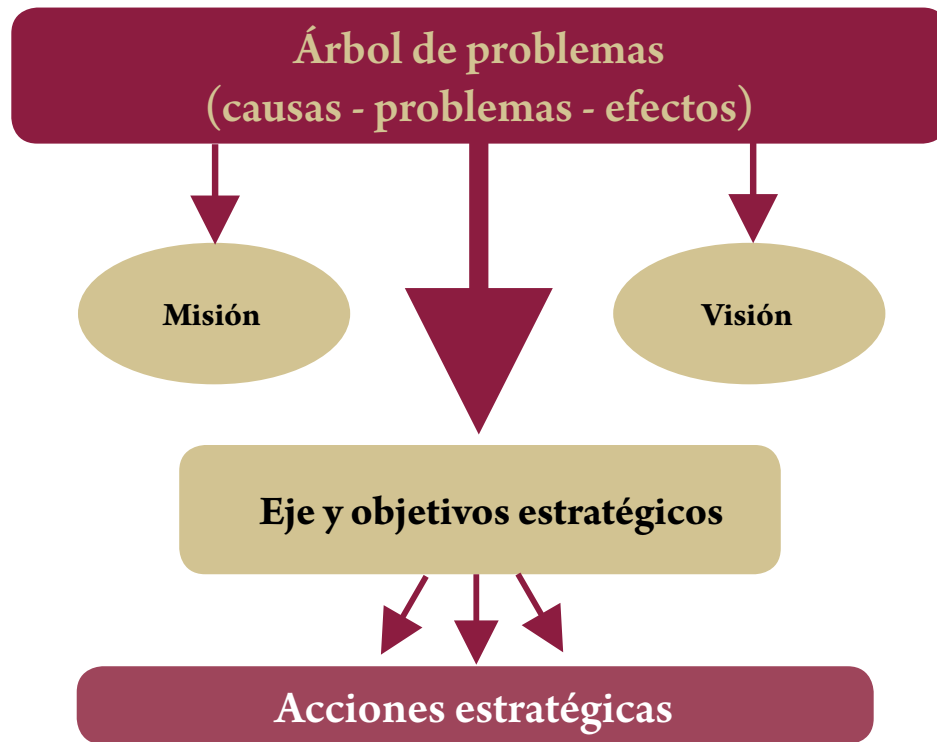 Árbol de problemas
(causas - problemas - efectos)
Misión
Visión
Eje y objetivos estratégicos
Acciones estratégicas